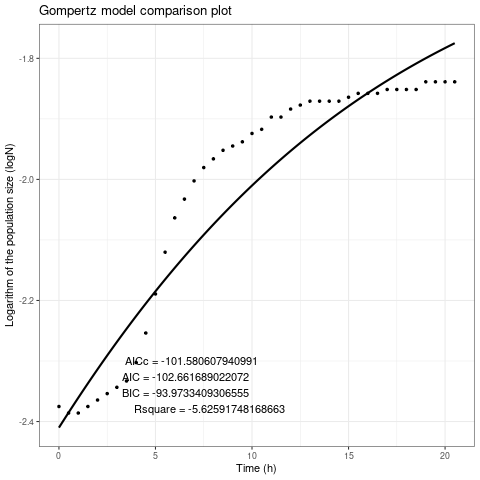 Gompertz model comparison plot
Logarithm of the population size (logN)
-1.8
-2.0
-2.2
-2.4
AICc = -101.580607940991
AIC = -102.661689022072
BIC = -93.9733409306555
Rsquare = -5.62591748168663
0 5 10 15 20
Time (h)